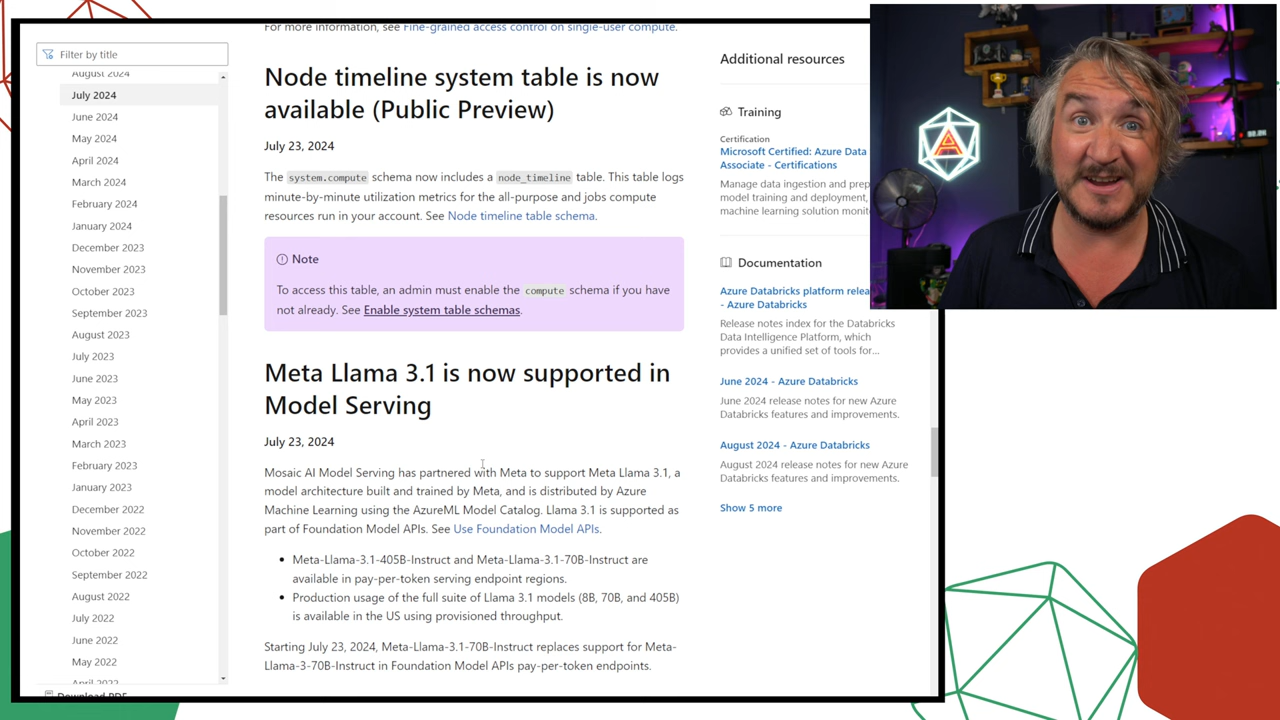 For more information, see Fine-grained access control on single-user compute.
Filter by title
August 2024
July 2024
June 2024
May 2024
April 2024
March 2024
February 2024
January 2024
December 2023
November 2023
October 2023
September 2023
August 2023
July 2023
June 2023
May 2023
April 2023
March 2023
February 2023
January 2023
December 2022
November 2022
October 2022
September 2022
August 2022
July 2022
June 2022
May 2022
April 2022
Download PDF
Node timeline system table is now
available (Public Preview)
July 23, 2024
The system.compute schema now includes a node_timeline table. This table logs
minute-by-minute utilization metrics for the all-purpose and jobs compute
resources run in your account. See Node timeline table schema.
Note
To access this table, an admin must enable the compute schema if you have
not already. See Enable system table schemas.
Meta Llama 3.1 is now supported in
Model Serving
July 23, 2024
Mosaic AI Model Serving has partnered with Meta to support Meta Llama 3.1, a
model architecture built and trained by Meta, and is distributed by Azure
Machine Learning using the AzureML Model Catalog. Llama 3.1 is supported as
part of Foundation Model APIs. See Use Foundation Model APIs.
• Meta-Llama-3.1-405B-Instruct and Meta-Llama-3.1-70B-Instruct are
available in pay-per-token serving endpoint regions.
• Production usage of the full suite of Llama 3.1 models (8B, 70B, and 405B)
is available in the US using provisioned throughput.
Starting July 23, 2024, Meta-Llama-3.1-70B-Instruct replaces support for Meta-
Llama-3-70B-Instruct in Foundation Model APIs pay-per-token endpoints.
Additional resources
Training
Certification
Microsoft Certified: Azure Data
Associate - Certifications
Manage data ingestion and prep
model training and deployment,
machine learning solution monit
Documentation
Azure Databricks platform relea
- Azure Databricks
Release notes index for the Databricks
Data Intelligence Platform, which
provides a unified set of tools for...
June 2024 - Azure Databricks
June 2024 release notes for new Azure
Databricks features and improvements.
August 2024 - Azure Databricks
August 2024 release notes for new Azure
Databricks features and improvements.
Show 5 more